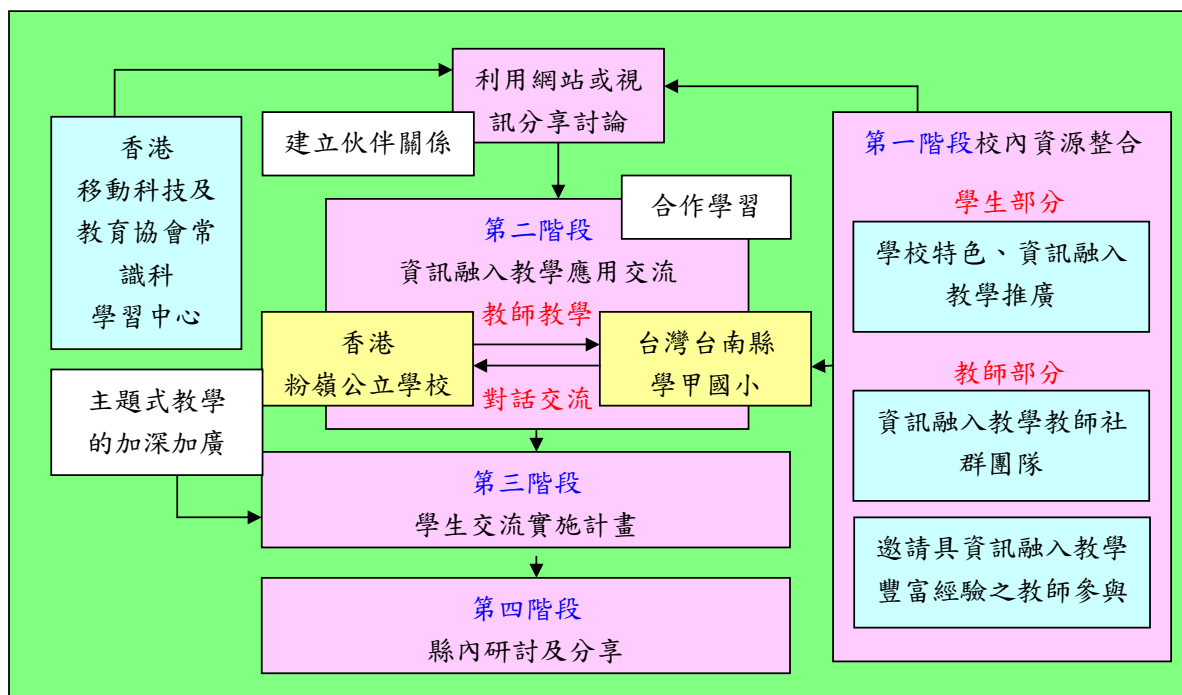 利用網站或視
訊分享討論
建立伙伴關係
香港
移動科技及
教育協會常
識科
學習中心
第一階段校內資源整合
學生部分
學校特色、資訊融入
教學推廣
教師部分
資訊融入教學教師社
群團隊
邀請具資訊融入教學
豐富經驗之教師參與
合作學習
第二階段
資訊融入教學應用交流
教師教學
香港
粉嶺公立學校
台灣台南縣
學甲國小
對話交流
主題式教學
的加深加廣
第三階段
學生交流實施計畫
第四階段
縣內研討及分享